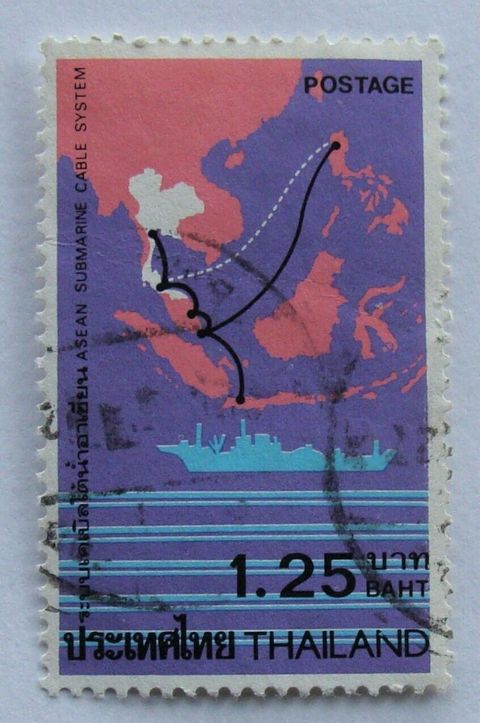 POSTAGE
ระบบเคเบิลใต้น้ำอาเซียน ASEAN SUBMARINE CABLE SYSTEM
1.25 บาท
BAHT
ประเทศไทย THAILAND